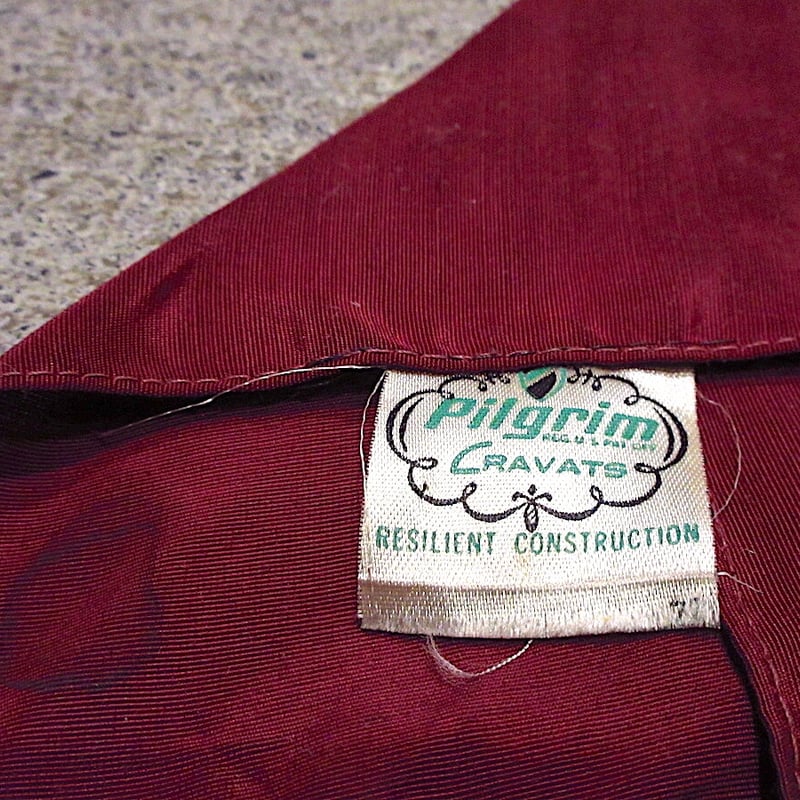 Pilgrim
REG. U.S. PAT. OFF.
CRAVATS
RESILIENT CONSTRUCTION